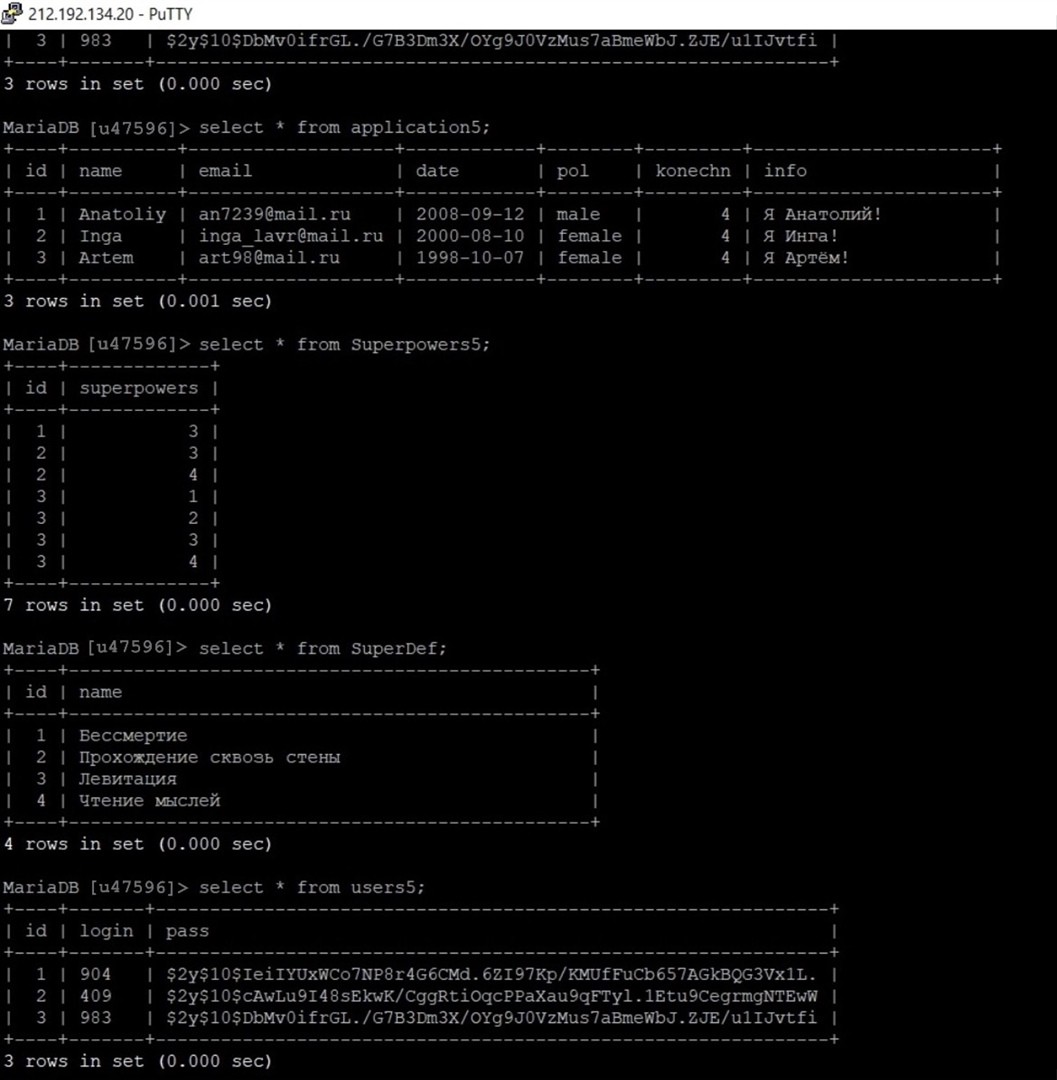 212.192.134.20 - PuTTY
|  3 | 983   | $2y$10$DbMv0ifrGL./G7B3Dm3X/OYg9J0VzMus7aBmeWbJ.ZJE/u1IJvtfi |
+----+-------+--------------------------------------------------------------+
3 rows in set (0.000 sec)
MariaDB [u47596]> select * from application5;
+----+----------+-------------------+------------+--------+---------+----------------------+
| id | name     | email             | date       | pol    | konechn | info                 |
+----+----------+-------------------+------------+--------+---------+----------------------+
|  1 | Anatoliy | an7239@mail.ru    | 2008-09-12 | male   |       4 | Я Анатолий!          |
|  2 | Inga     | inga_lavr@mail.ru | 2000-08-10 | female |       4 | Я Инга!              |
|  3 | Artem    | art98@mail.ru     | 1998-10-07 | female |       4 | Я Артём!             |
+----+----------+-------------------+------------+--------+---------+----------------------+
3 rows in set (0.001 sec)
MariaDB [u47596]> select * from Superpowers5;
+----+-------------+
| id | superpowers |
+----+-------------+
|  1 |           3 |
|  2 |           3 |
|  2 |           4 |
|  3 |           1 |
|  3 |           2 |
|  3 |           3 |
|  3 |           4 |
+----+-------------+
7 rows in set (0.000 sec)
MariaDB [u47596]> select * from SuperDef;
+----+------------------------------------------------+
| id | name                                           |
+----+------------------------------------------------+
|  1 | Бессмертие                                     |
|  2 | Прохождение сквозь стены                       |
|  3 | Левитация                                      |
|  4 | Чтение мыслей                                  |
+----+------------------------------------------------+
4 rows in set (0.000 sec)
MariaDB [u47596]> select * from users5;
+----+-------+--------------------------------------------------------------+
| id | login | pass                                                         |
+----+-------+--------------------------------------------------------------+
|  1 | 904   | $2y$10$IeiIYUxWCo7NP8r4G6CMd.6ZI97Kp/KMUfFuCb657AGkBQG3Vx1L. |
|  2 | 409   | $2y$10$cAwLu9I48sEkwK/CggRtiOqcPPaXau9qFTyl.1Etu9CegrmgNTEwW |
|  3 | 983   | $2y$10$DbMv0ifrGL./G7B3Dm3X/OYg9J0VzMus7aBmeWbJ.ZJE/u1IJvtfi |
+----+-------+--------------------------------------------------------------+
3 rows in set (0.000 sec)